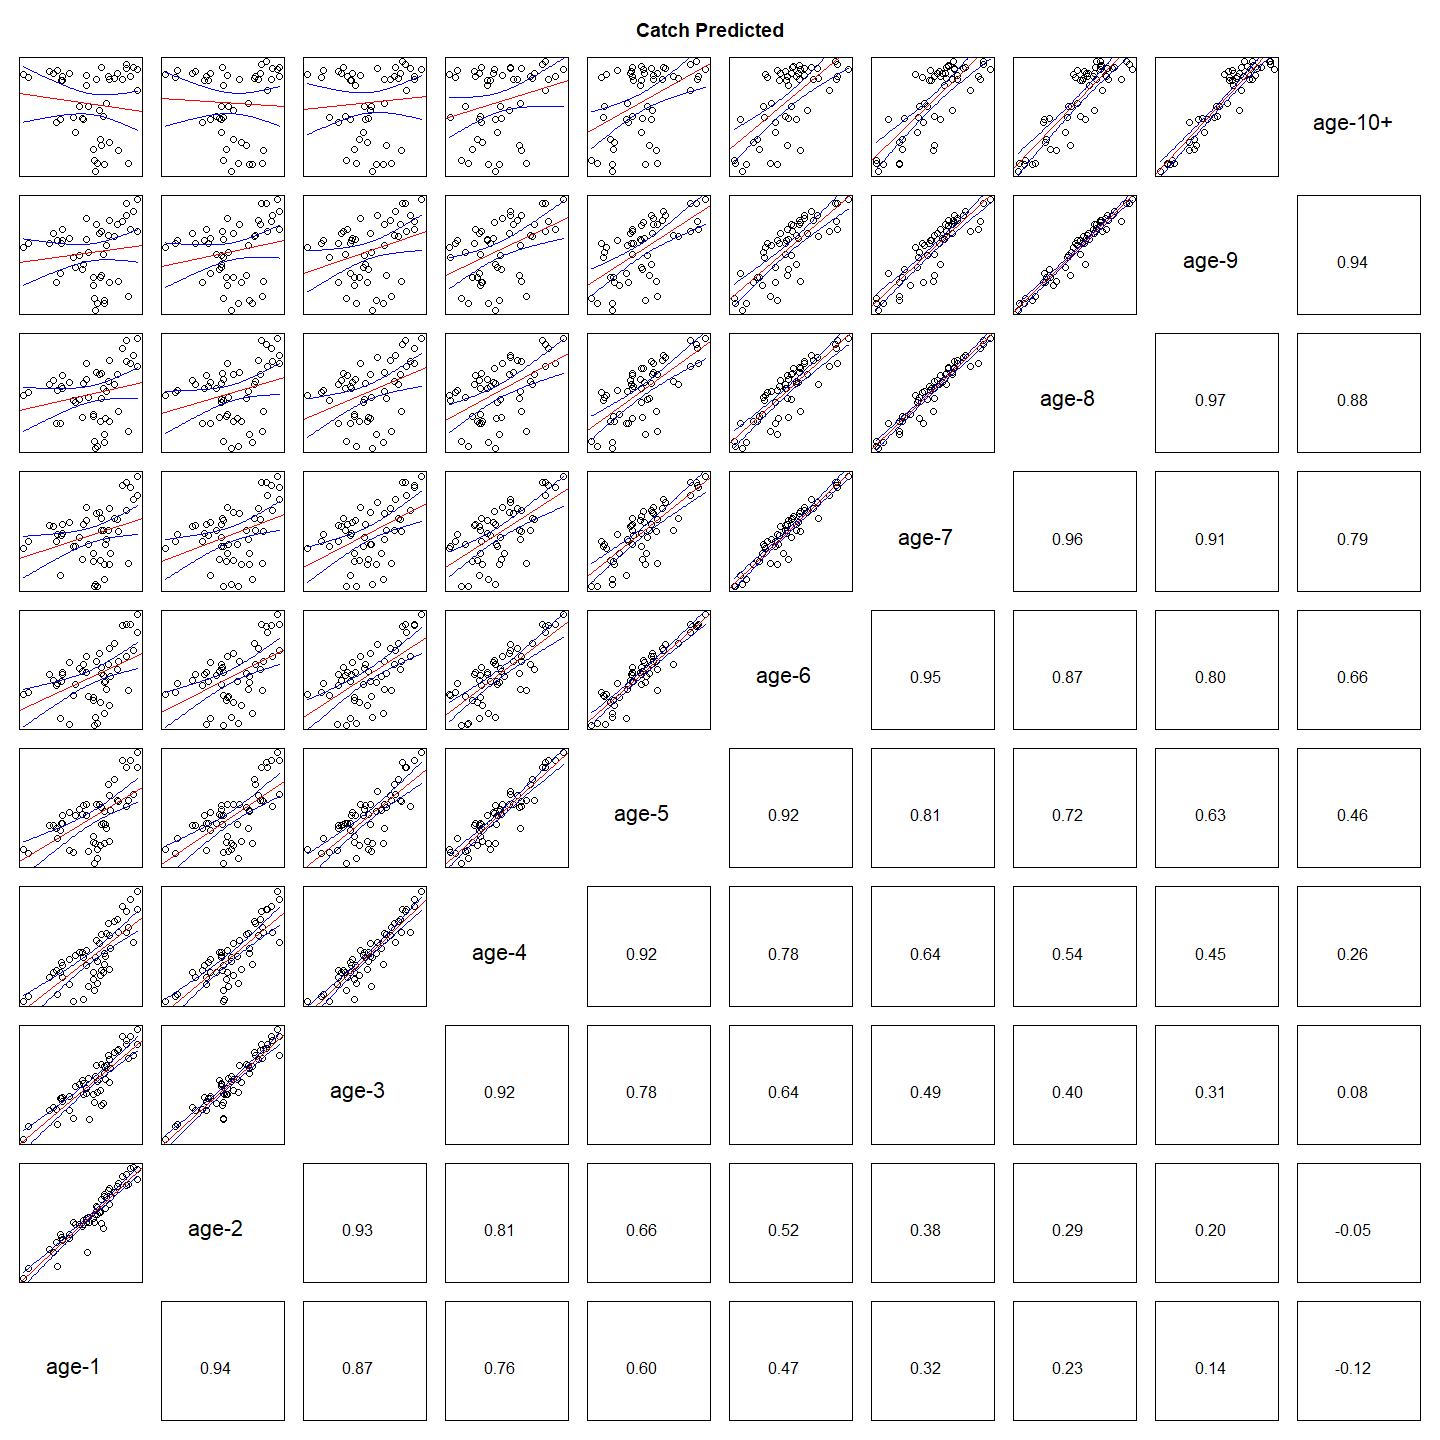 Catch Predicted
age-10+
age-9 0.94
age-8 0.97 0.88
age-7 0.96 0.91 0.79
age-6 0.95 0.87 0.80 0.66
age-5 0.92 0.81 0.72 0.63 0.46
age-4 0.92 0.78 0.64 0.54 0.45 0.26
age-3 0.92 0.78 0.64 0.49 0.40 0.31 0.08
age-2 0.93 0.81 0.66 0.52 0.38 0.29 0.20 -0.05
age-1 0.94 0.87 0.76 0.60 0.47 0.32 0.23 0.14 -0.12